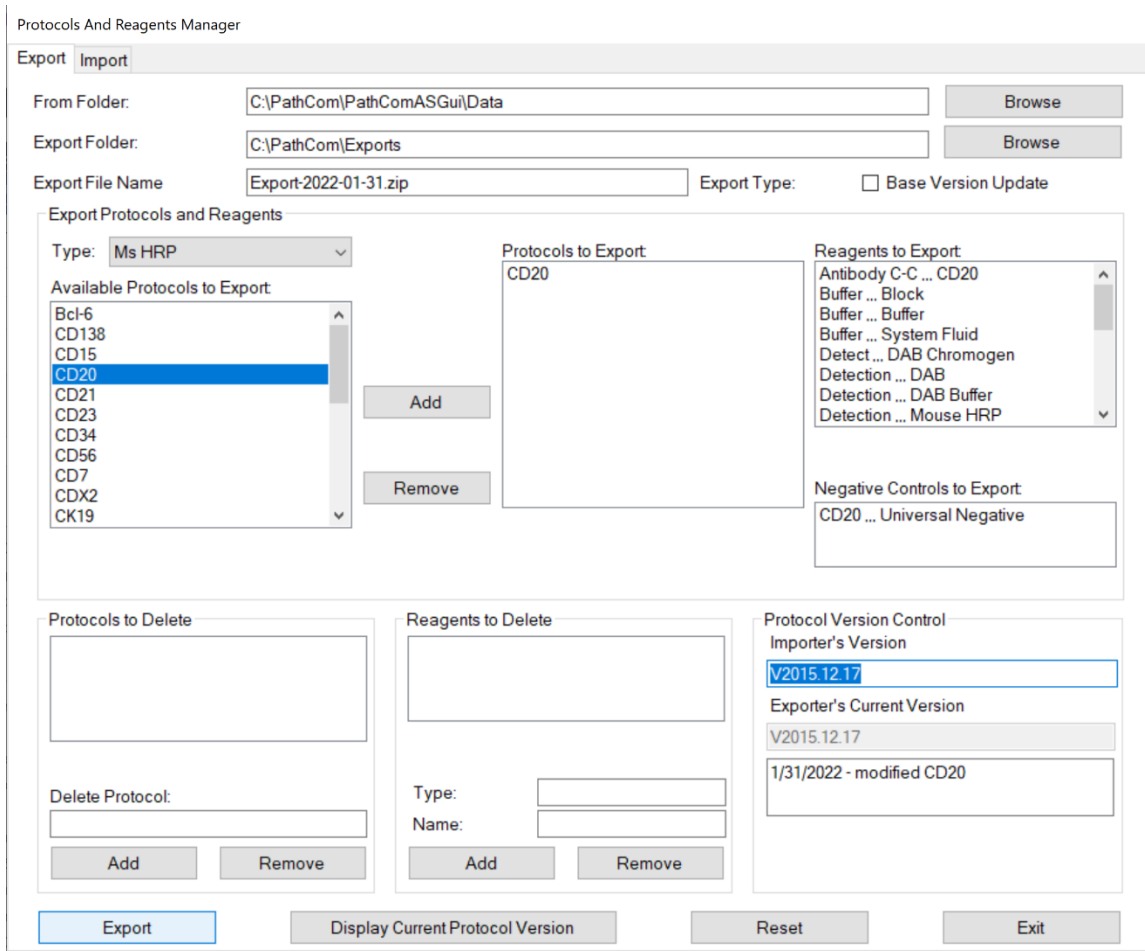 Protocols And Reagents Manager
Export Import
From Folder: C:\PathCom\PathComASGui\Data Browse
Export Folder: C:\PathCom\Exports Browse
Export File Name Export-2022-01-31.zip Export Type: Base Version Update
Export Protocols and Reagents
Type: Ms HRP
Available Protocols to Export:
Bcl-6
CD138
CD15
CD20
CD21
CD23
CD34
CD56
CD7
CDX2
CK19
Add
Remove
Protocols to Export:
CD20
Reagents to Export:
Antibody C-C ,,, CD20
Buffer ,,, Block
Buffer ,,, Buffer
Buffer ,,, System Fluid
Detect ,,, DAB Chromogen
Detection ,,, DAB
Detection ,,, DAB Buffer
Detection ,,, Mouse HRP
Negative Controls to Export:
CD20 ,,, Universal Negative
Protocols to Delete
Delete Protocol:
Add Remove
Reagents to Delete
Type:
Name:
Add Remove
Protocol Version Control
Importer's Version
V2015.12.17
Exporter's Current Version
V2015.12.17
1/31/2022 - modified CD20
Export Display Current Protocol Version Reset Exit